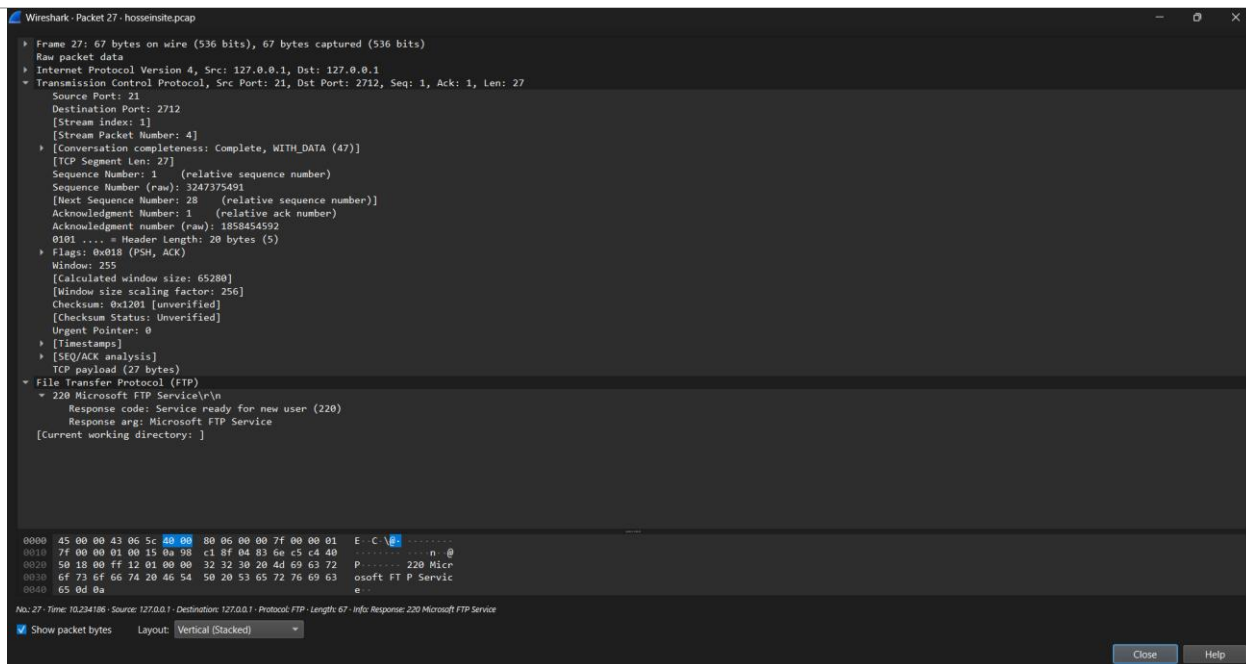 Wireshark · Packet 27 · hosseinsite.pcap
Frame 27: 67 bytes on wire (536 bits), 67 bytes captured (536 bits)
Raw packet data
Internet Protocol Version 4, Src: 127.0.0.1, Dst: 127.0.0.1
Transmission Control Protocol, Src Port: 21, Dst Port: 2712, Seq: 1, Ack: 1, Len: 27
Source Port: 21
Destination Port: 2712
[Stream index: 1]
[Stream Packet Number: 4]
[Conversation completeness: Complete, WITH_DATA (47)]
[TCP Segment Len: 27]
Sequence Number: 1 (relative sequence number)
Sequence Number (raw): 3247375491
[Next Sequence Number: 28 (relative sequence number)]
Acknowledgment Number: 1 (relative ack number)
Acknowledgment number (raw): 1858454592
0101 .... = Header Length: 20 bytes (5)
Flags: 0x018 (PSH, ACK)
Window: 255
[Calculated window size: 65280]
[Window size scaling factor: 256]
Checksum: 0x1201 [unverified]
[Checksum Status: Unverified]
Urgent Pointer: 0
[Timestamps]
[SEQ/ACK analysis]
TCP payload (27 bytes)
File Transfer Protocol (FTP)
220 Microsoft FTP Service\r\n
Response code: Service ready for new user (220)
Response arg: Microsoft FTP Service
[Current working directory: ]
0000 45 00 00 43 06 5c 40 00 80 06 00 00 7f 00 00 01 E··C·\@· ········
0010 7f 00 00 01 00 15 0a 98 c1 8f 04 83 6e c5 c4 40 ········ ····n··@
0020 50 18 00 ff 12 01 00 00 32 32 30 20 4d 69 63 72 P······· 220 Micr
0030 6f 73 6f 66 74 20 46 54 50 20 53 65 72 76 69 63 osoft FT P Servic
0040 65 0d 0a e··
No.: 27 · Time: 10.234186 · Source: 127.0.0.1 · Destination: 127.0.0.1 · Protocol: FTP · Length: 67 · Info: Response: 220 Microsoft FTP Service
Show packet bytes Layout: Vertical (Stacked)
Close Help